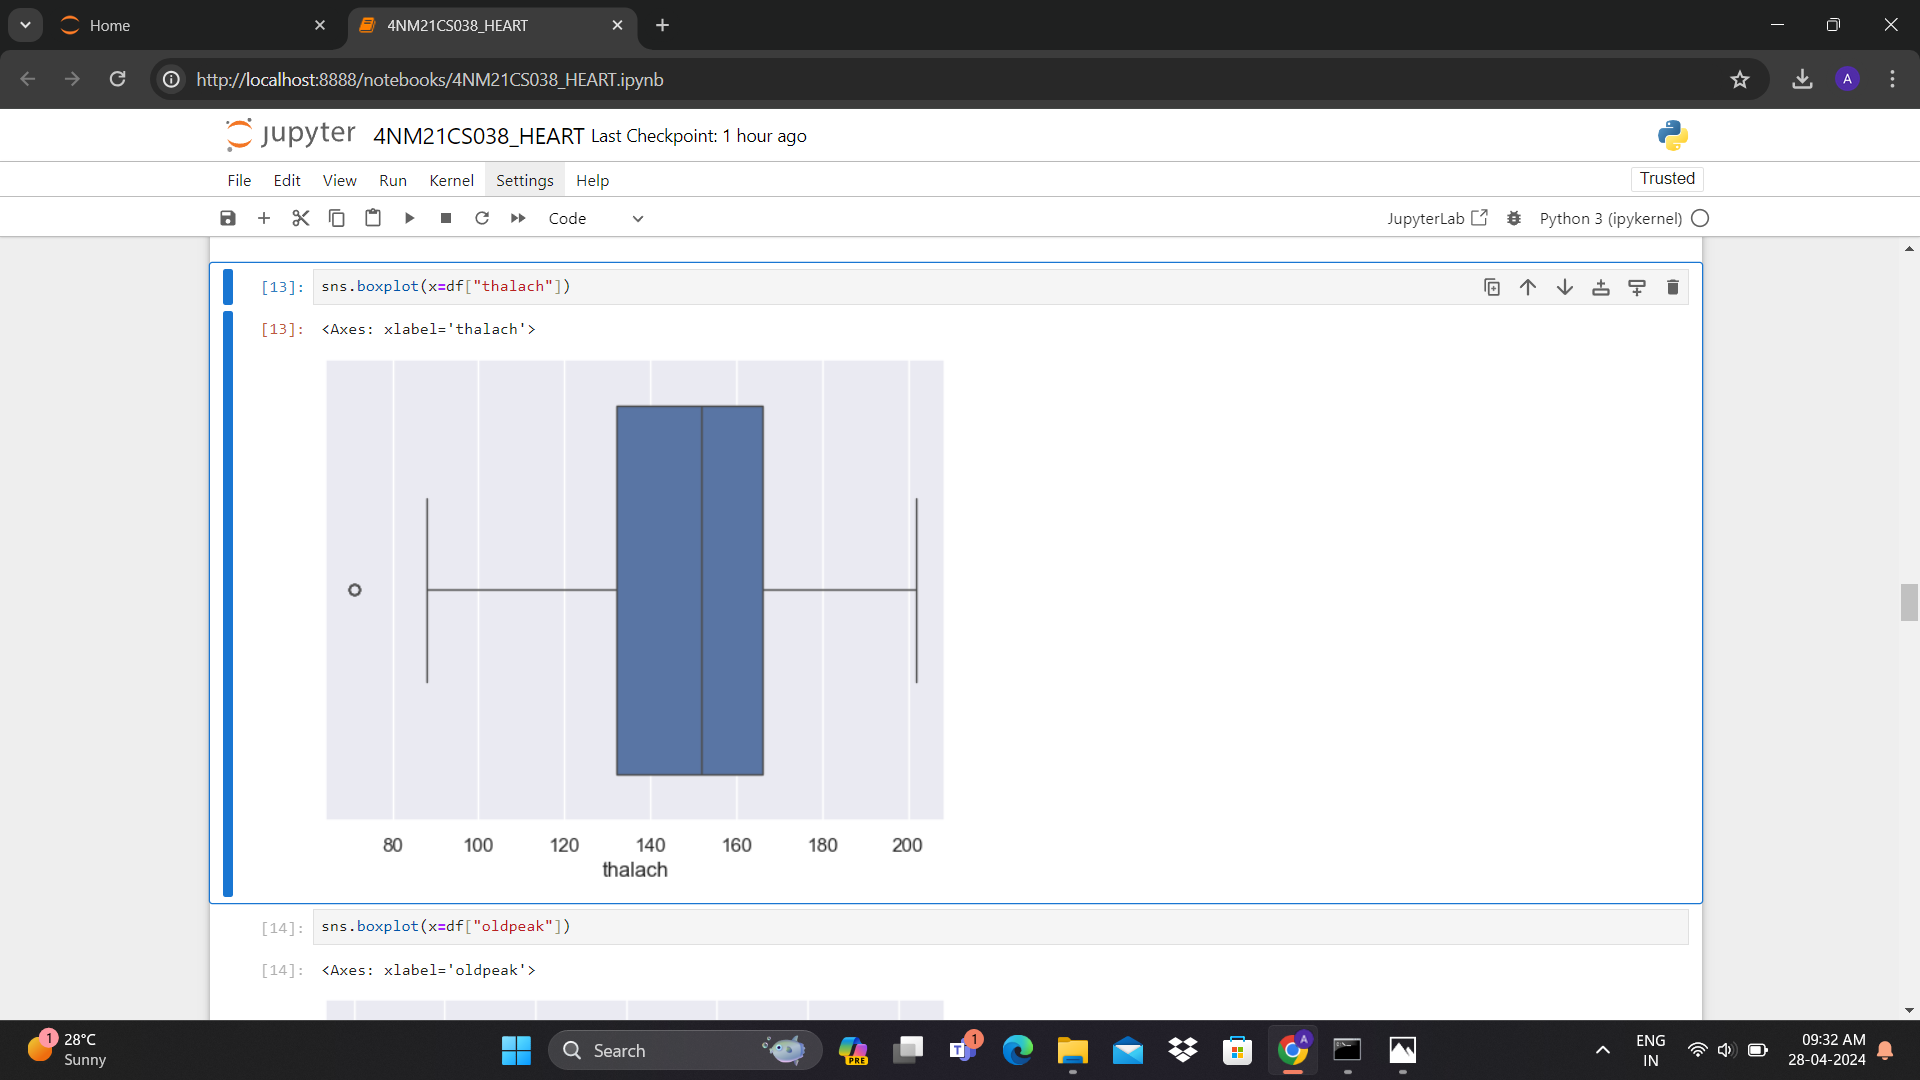 Home
4NM21CS038_HEART
http://localhost:8888/notebooks/4NM21CS038_HEART.ipynb
A
jupyter 4NM21CS038_HEART Last Checkpoint: 1 hour ago
File Edit View Run Kernel Settings Help
Trusted
Code
JupyterLab Python 3 (ipykernel)
[13]: sns.boxplot(x=df["thalach"])
[13]: <Axes: xlabel='thalach'>
80 100 120 140 160 180 200
thalach
[14]: sns.boxplot(x=df["oldpeak"])
[14]: <Axes: xlabel='oldpeak'>
1
28°C
Sunny
Search
PRE
T
1
A
ENG
IN
09:32 AM
28-04-2024